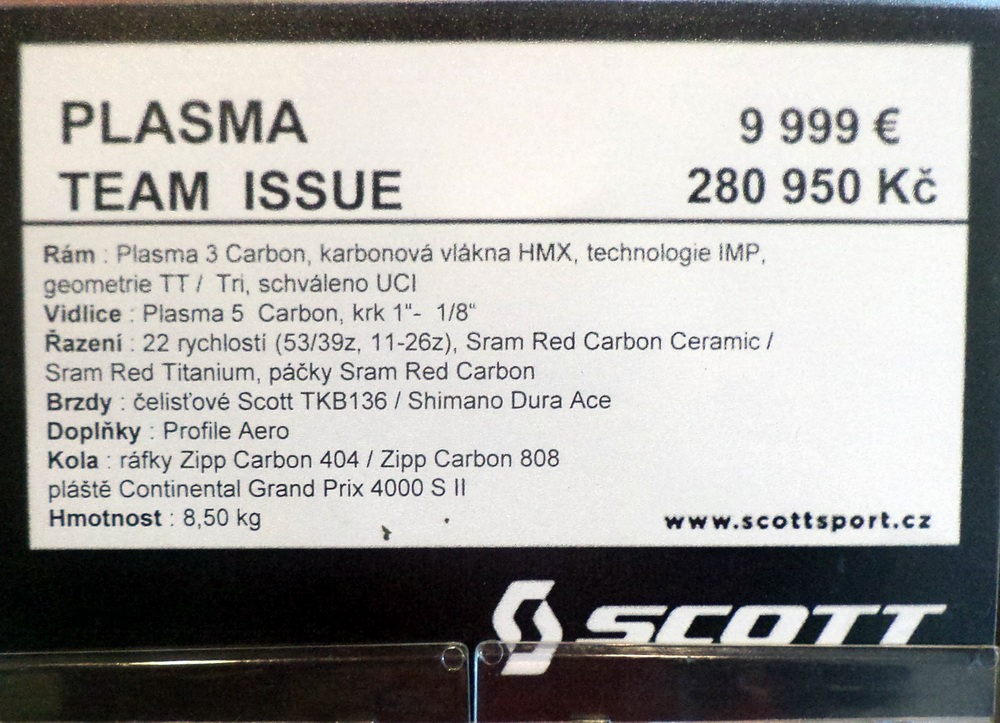 PLASMA
9 999 €
TEAM ISSUE
280 950 Kč
Rám : Plasma 3 Carbon, karbonová vlákna HMX, technologie IMP,
geometrie TT / Tri, schváleno UCI
Vidlice : Plasma 5 Carbon, krk 1“- 1/8“
Řazení : 22 rychlostí (53/39z, 11-26z), Sram Red Carbon Ceramic /
Sram Red Titanium, páčky Sram Red Carbon
Brzdy : čelisťové Scott TKB136 / Shimano Dura Ace
Doplňky : Profile Aero
Kola : ráfky Zipp Carbon 404 / Zipp Carbon 808
pláště Continental Grand Prix 4000 S II
Hmotnost : 8,50 kg
www.scottsport.cz
SCOTT